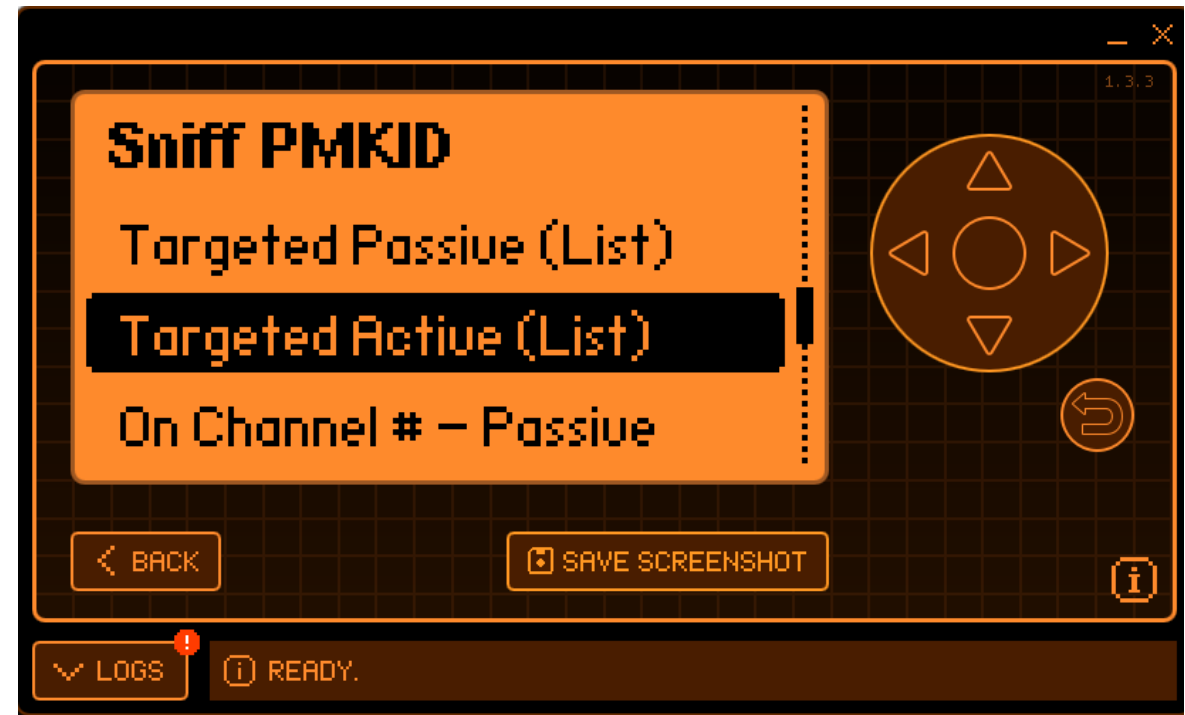 1.3.3
Sniff PMKID
Targeted Passive (List)
Targeted Active (List)
On Channel # – Passive
BACK
SAVE SCREENSHOT
LOGS
READY.